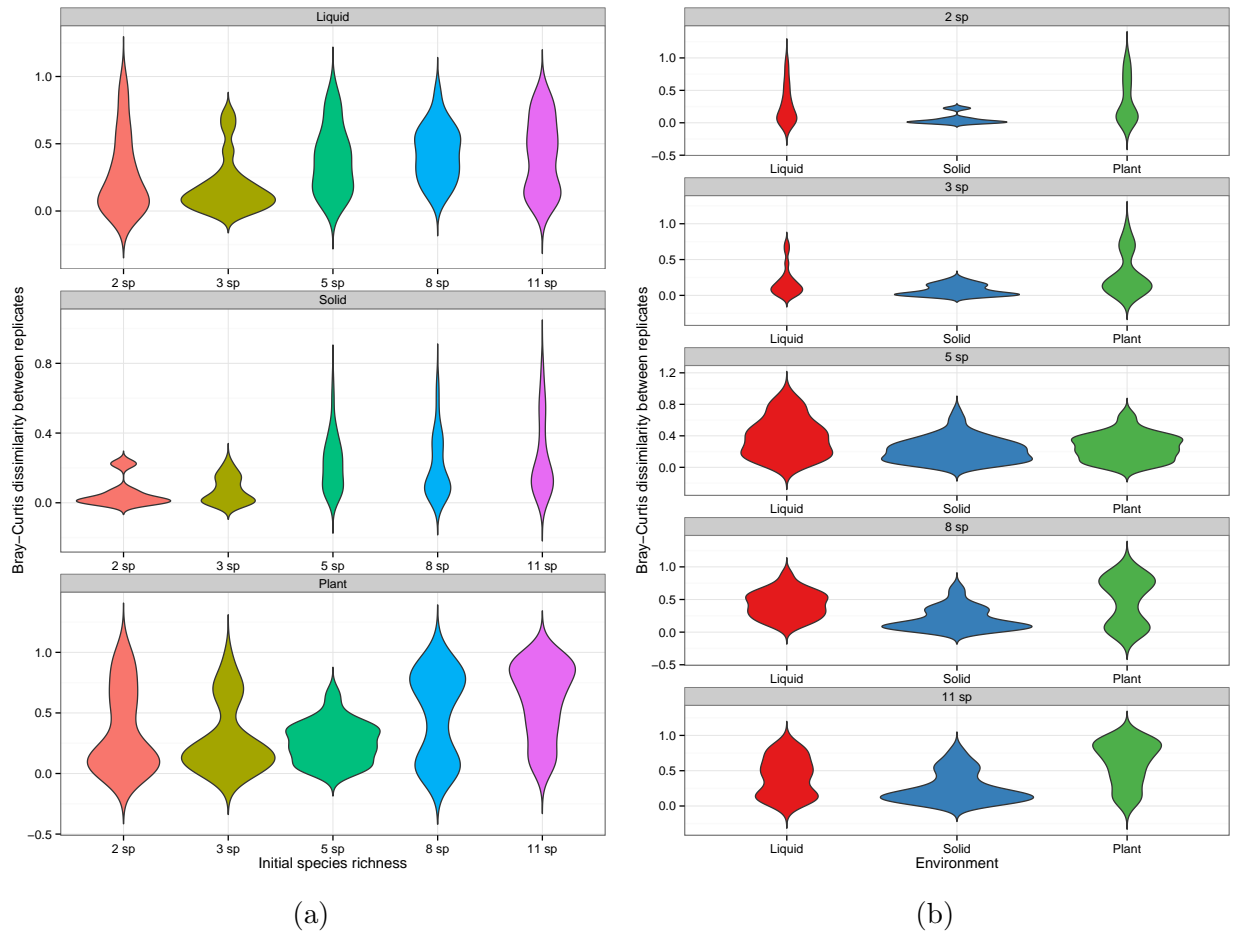 Liquid
Bray−Curtis dissimilarity between replicates
1.0
0.5
0.0
2 sp 3 sp 5 sp 8 sp 11 sp
Solid
0.8
0.4
0.0
2 sp 3 sp 5 sp 8 sp 11 sp
Plant
1.0
0.5
0.0
−0.5
2 sp 3 sp 5 sp 8 sp 11 sp
Initial species richness
(a)
2 sp
Bray−Curtis dissimilarity between replicates
1.0
0.5
0.0
−0.5
Liquid Solid Plant
3 sp
1.0
0.5
0.0
Liquid Solid Plant
5 sp
1.2
0.8
0.4
0.0
Liquid Solid Plant
8 sp
1.0
0.5
0.0
−0.5
Liquid Solid Plant
11 sp
1.0
0.5
0.0
Liquid Solid Plant
Environment
(b)